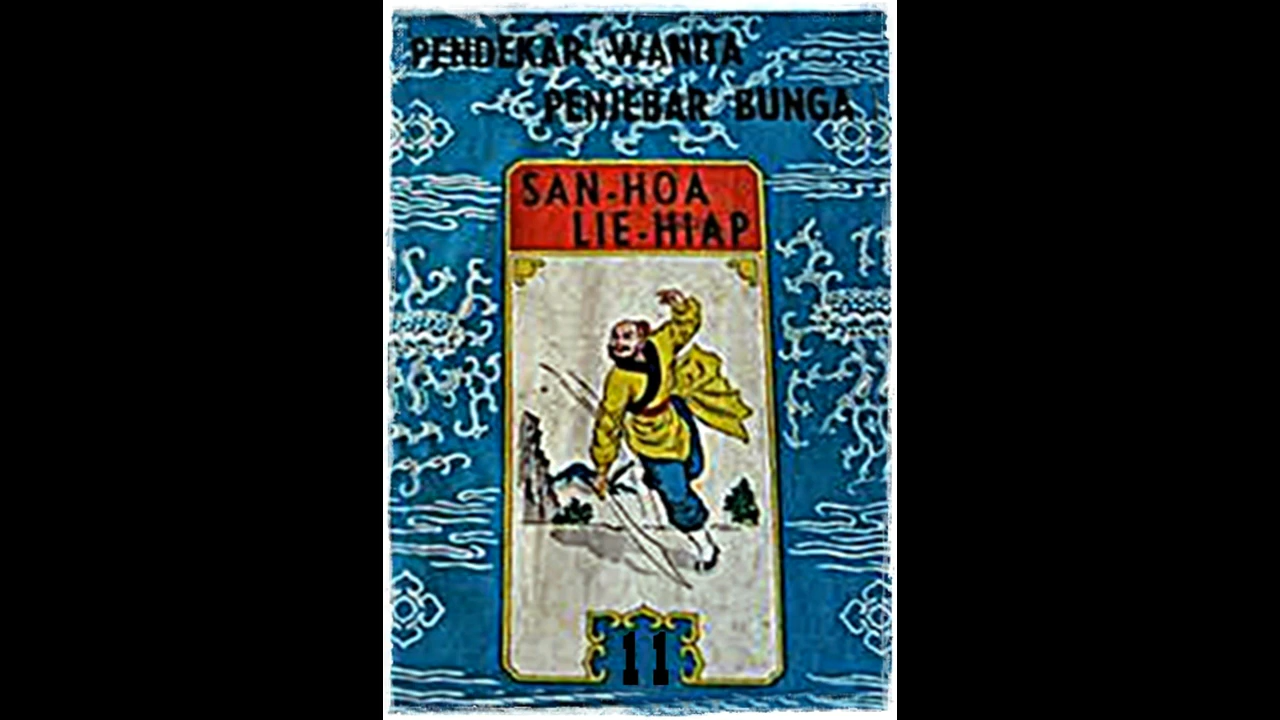 PENDEKAR WANITA
PENJEBAR BUNGA
SAN-HOA
LIE-HIAP
11